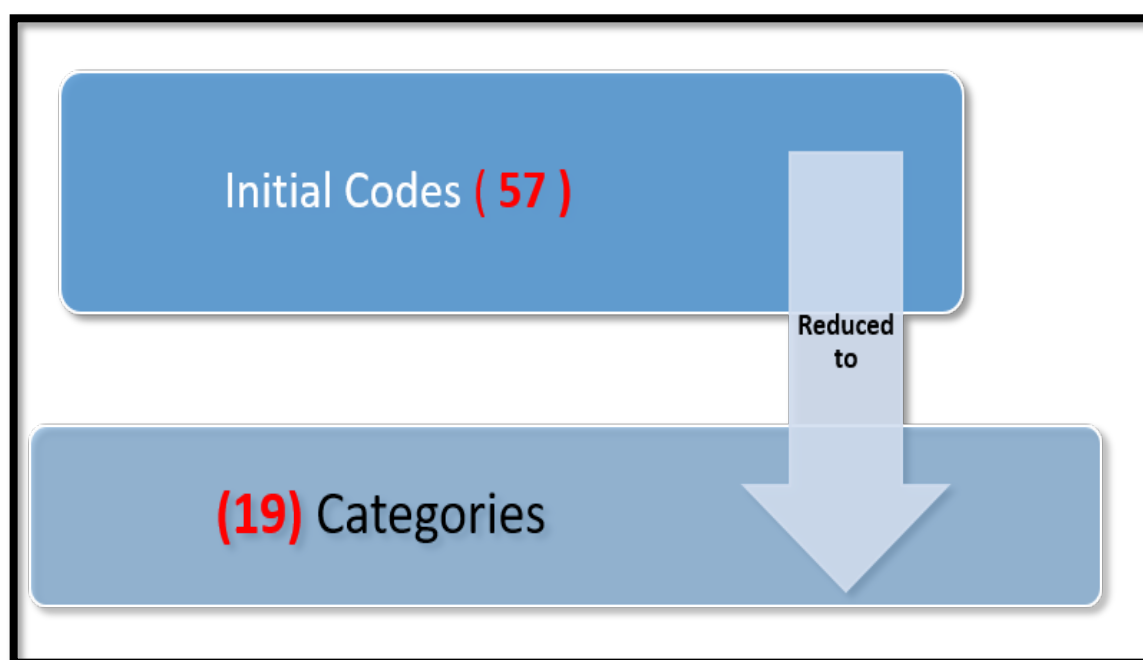 Initial Codes ( 57 )
Reduced
to
(19) Categories